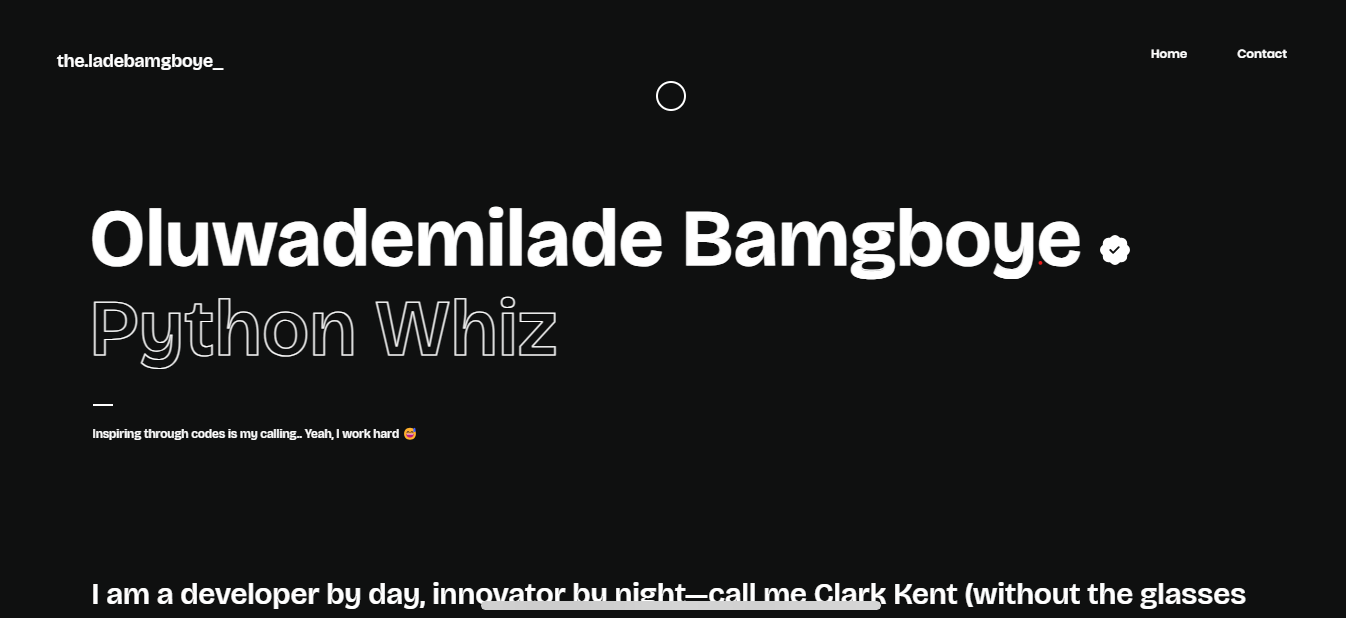 the.ladebamgboye_
Home
Contact
Oluwademilade Bamgboye
Python Whiz
Inspiring through codes is my calling.. Yeah, I work hard 😅
I am a developer by day, innovator by night—call me Clark Kent (without the glasses